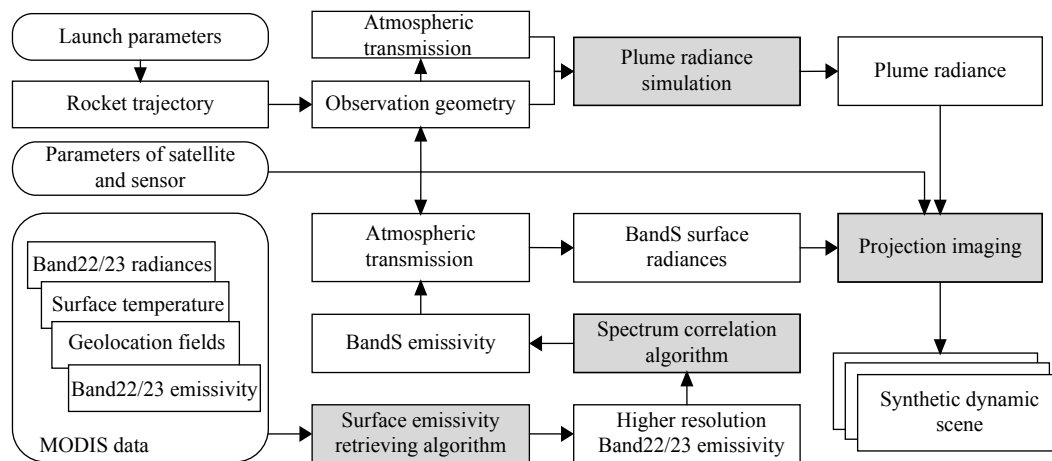 Launch parameters
Atmospheric
transmission
Plume radiance
simulation
Plume radiance
Rocket trajectory
Observation geometry
Parameters of satellite
and sensor
Atmospheric
transmission
BandS surface
radiances
Projection imaging
Band22/23 radiances
Surface temperature
Geolocation fields
Band22/23 emissivity
MODIS data
BandS emissivity
Spectrum correlation
algorithm
Surface emissivity
retrieving algorithm
Higher resolution
Band22/23 emissivity
Synthetic dynamic
scene